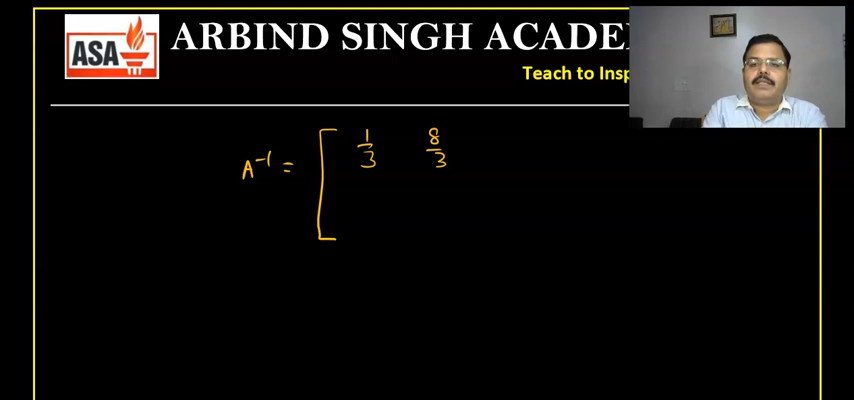 ASA
ARBIND SINGH ACADE
Teach to Insp
A⁻¹ = [ 1/3 8/3